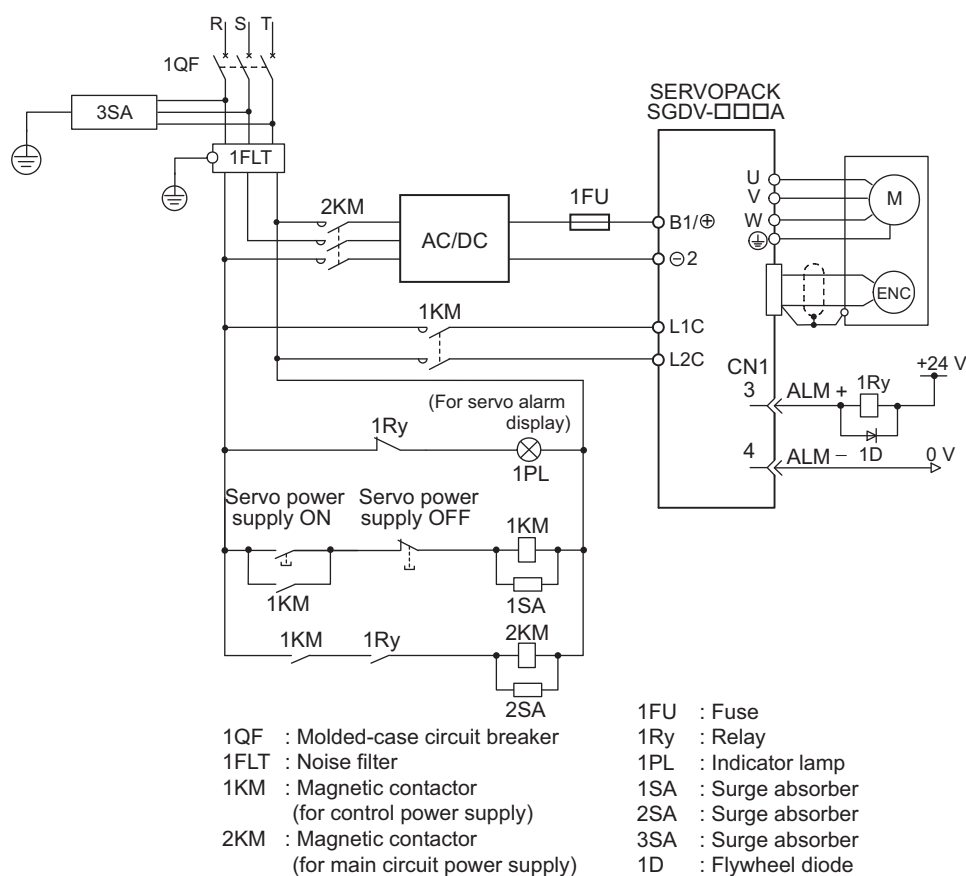 R S T
1QF
3SA
1FLT
SERVOPACK
SGDV-□□□A
2KM
AC/DC
1FU
B1/⊕
⊖2
U
V
W
M
ENC
1KM
L1C
L2C
CN1
3
ALM +
1Ry
+24 V
4
ALM −
1D
0 V
(For servo alarm
display)
1Ry
1PL
Servo power
supply ON
Servo power
supply OFF
1KM
1KM
1SA
1KM
1Ry
2KM
2SA
1QF : Molded-case circuit breaker
1FLT : Noise filter
1KM : Magnetic contactor
(for control power supply)
2KM : Magnetic contactor
(for main circuit power supply)
1FU : Fuse
1Ry : Relay
1PL : Indicator lamp
1SA : Surge absorber
2SA : Surge absorber
3SA : Surge absorber
1D : Flywheel diode